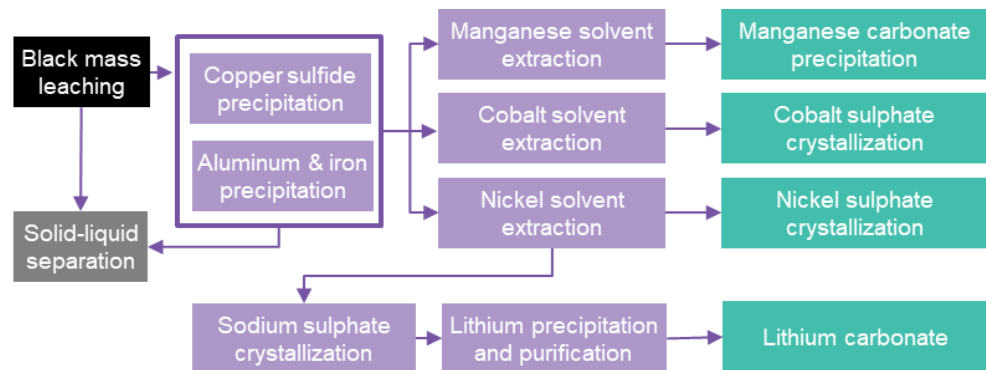 Black mass
leaching
Copper sulfide
precipitation
Aluminum & iron
precipitation
Solid-liquid
separation
Manganese solvent
extraction
Manganese carbonate
precipitation
Cobalt solvent
extraction
Cobalt sulphate
crystallization
Nickel solvent
extraction
Nickel sulphate
crystallization
Sodium sulphate
crystallization
Lithium precipitation
and purification
Lithium carbonate